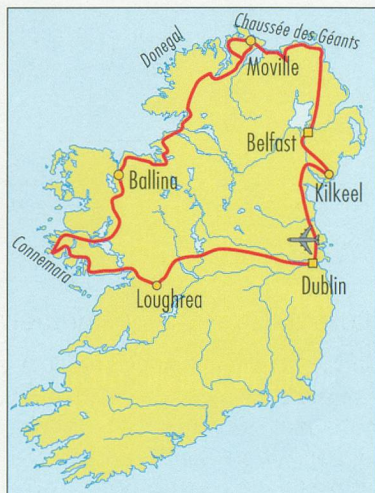 Chaussée des Géants
Donegal
Moville
Belfast
Ballina
Kilkeel
Connemara
Dublin
Loughrea